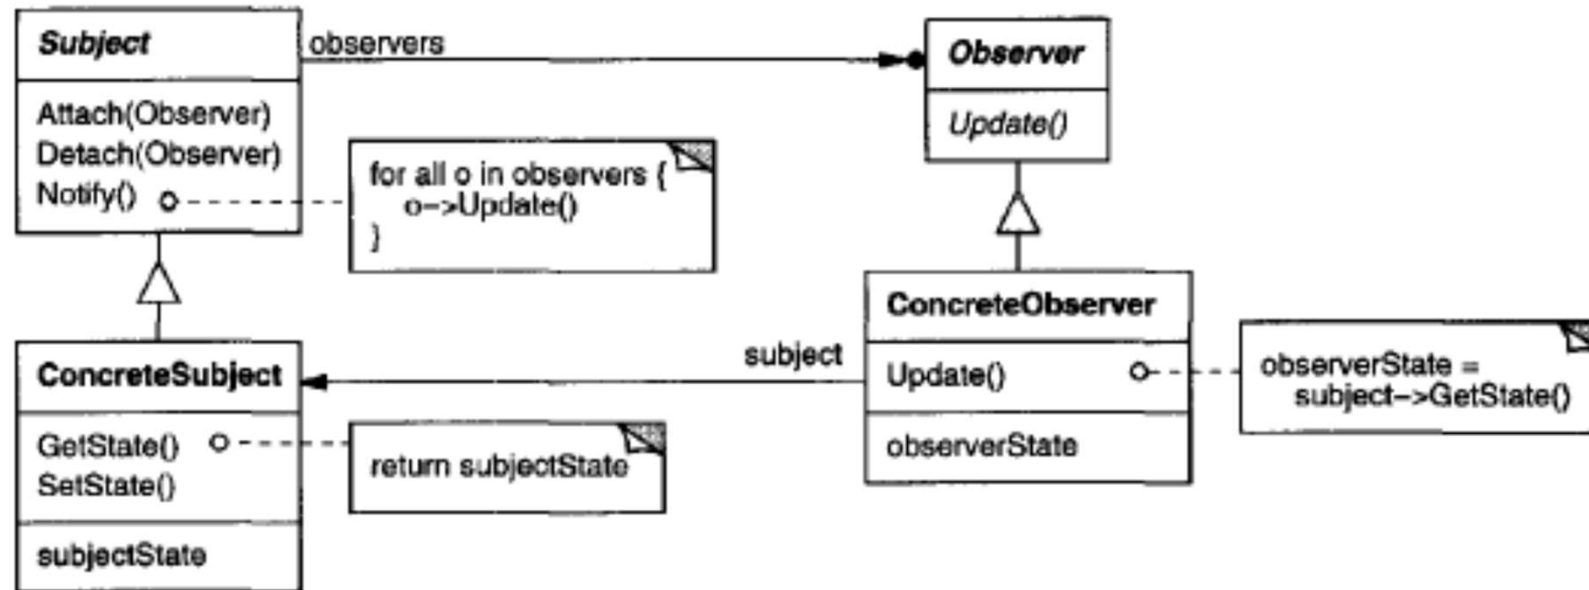 Subject
observers
Observer
Attach(Observer)
Detach(Observer)
Notify()
Update()
for all o in observers {
o->Update()
}
ConcreteObserver
ConcreteSubject
subject
Update()
observerState =
subject->GetState()
GetState()
SetState()
return subjectState
observerState
subjectState